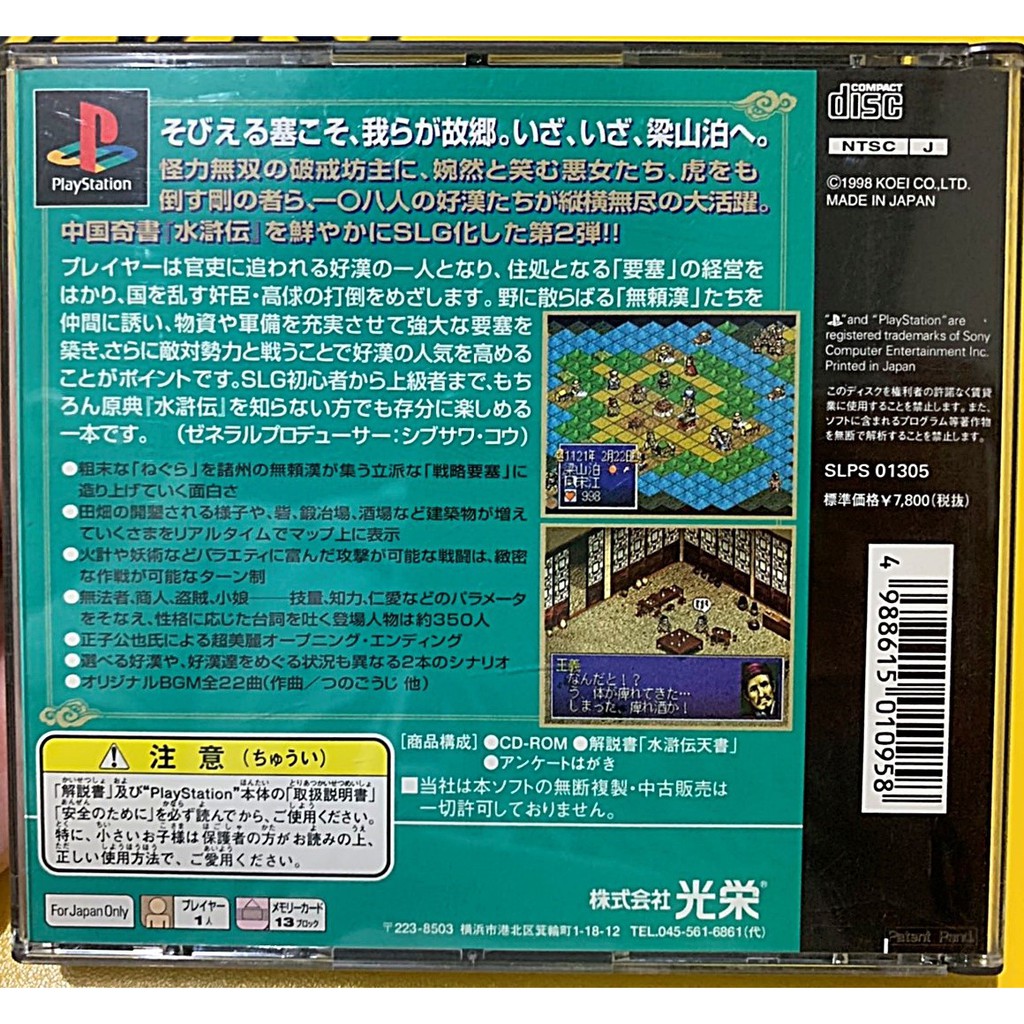 PlayStation
そびえる塞こそ、我らが故郷。いざ、いざ、梁山泊へ。
怪力無双の破戒坊主に、婉然と笑む悪女たち、虎をも
倒す剛の者ら、一〇八人の好漢たちが縦横無尽の大活躍。
中国奇書『水滸伝』を鮮やかにSLG化した第2弾!!
プレイヤーは官吏に追われる好漢の一人となり、住処となる「要塞」の経営を
はかり、国を乱す奸臣・高俅の打倒をめざします。野に散らばる「無頼漢」たちを
仲間に誘い、物資や軍備を充実させて強大な要塞を
築き、さらに敵対勢力と戦うことで好漢の人気を高める
ことがポイントです。SLG初心者から上級者まで、もち
ろん原典『水滸伝』を知らない方でも存分に楽しめる
一本です。 (ゼネラルプロデューサー:シブサワ・コウ)
●粗末な「ねぐら」を諸州の無頼漢が集う立派な「戦略要塞」に
造り上げていく面白さ
●田畑の開墾される様子や、砦、鍛冶場、酒場など建築物が増え
ていくさまをリアルタイムでマップ上に表示
●火計や妖術などバラエティに富んだ攻撃が可能な戦闘は、緻密
な作戦が可能なターン制
●無法者、商人、盗賊、小娘――技量、知力、仁愛などのパラメータ
をそなえ、性格に応じた台詞を吐く登場人物は約350人
●正子公也氏による超美麗オープニング・エンディング
●選べる好漢や、好漢達をめぐる状況も異なる2本のシナリオ
●オリジナルBGM全22曲(作曲/つのごうじ 他)
1121年 2月22日
梁山泊
宋江
998
王義
なんだと!?
う、体が痺れてきた…
しまった、痺れ酒か!
[商品構成] ●CD-ROM ●解説書「水滸伝天書」
●アンケートはがき
■当社は本ソフトの無断複製・中古販売は
一切許可しておりません。
注意(ちゅうい)
「解説書」及び"PlayStation"本体の「取扱説明書」
「安全のために」を必ず読んでから、ご使用ください。
特に、小さいお子様は保護者の方がお読みの上、
正しい使用方法で、ご愛用ください。
For Japan Only
プレイヤー
1人
メモリーカード
13ブロック
株式会社 光栄®
〒223-8503 横浜市港北区箕輪町1-18-12 TEL.045-561-6861(代)
COMPACT
disc
NTSC J
©1998 KOEI CO.,LTD.
MADE IN JAPAN
"PS" and "PlayStation" are
registered trademarks of Sony
Computer Entertainment Inc.
Printed in Japan
このディスクを権利者の許諾なく賃貸
業に使用することを禁止します。また、
ソフトに含まれるプログラム等著作物
を無断で解析することを禁止します。
SLPS 01305
標準価格¥7,800(税抜)
4 988615 010958
Patent Pend.